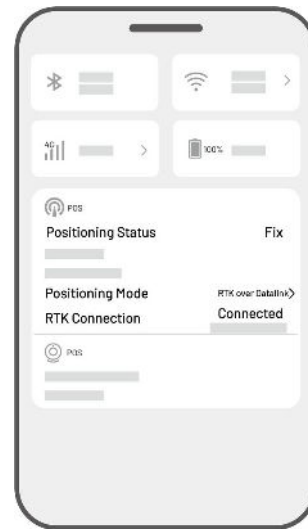 4G
100%
POS
Positioning Status Fix
Positioning Mode RTK over Datalink
RTK Connection Connected
POS